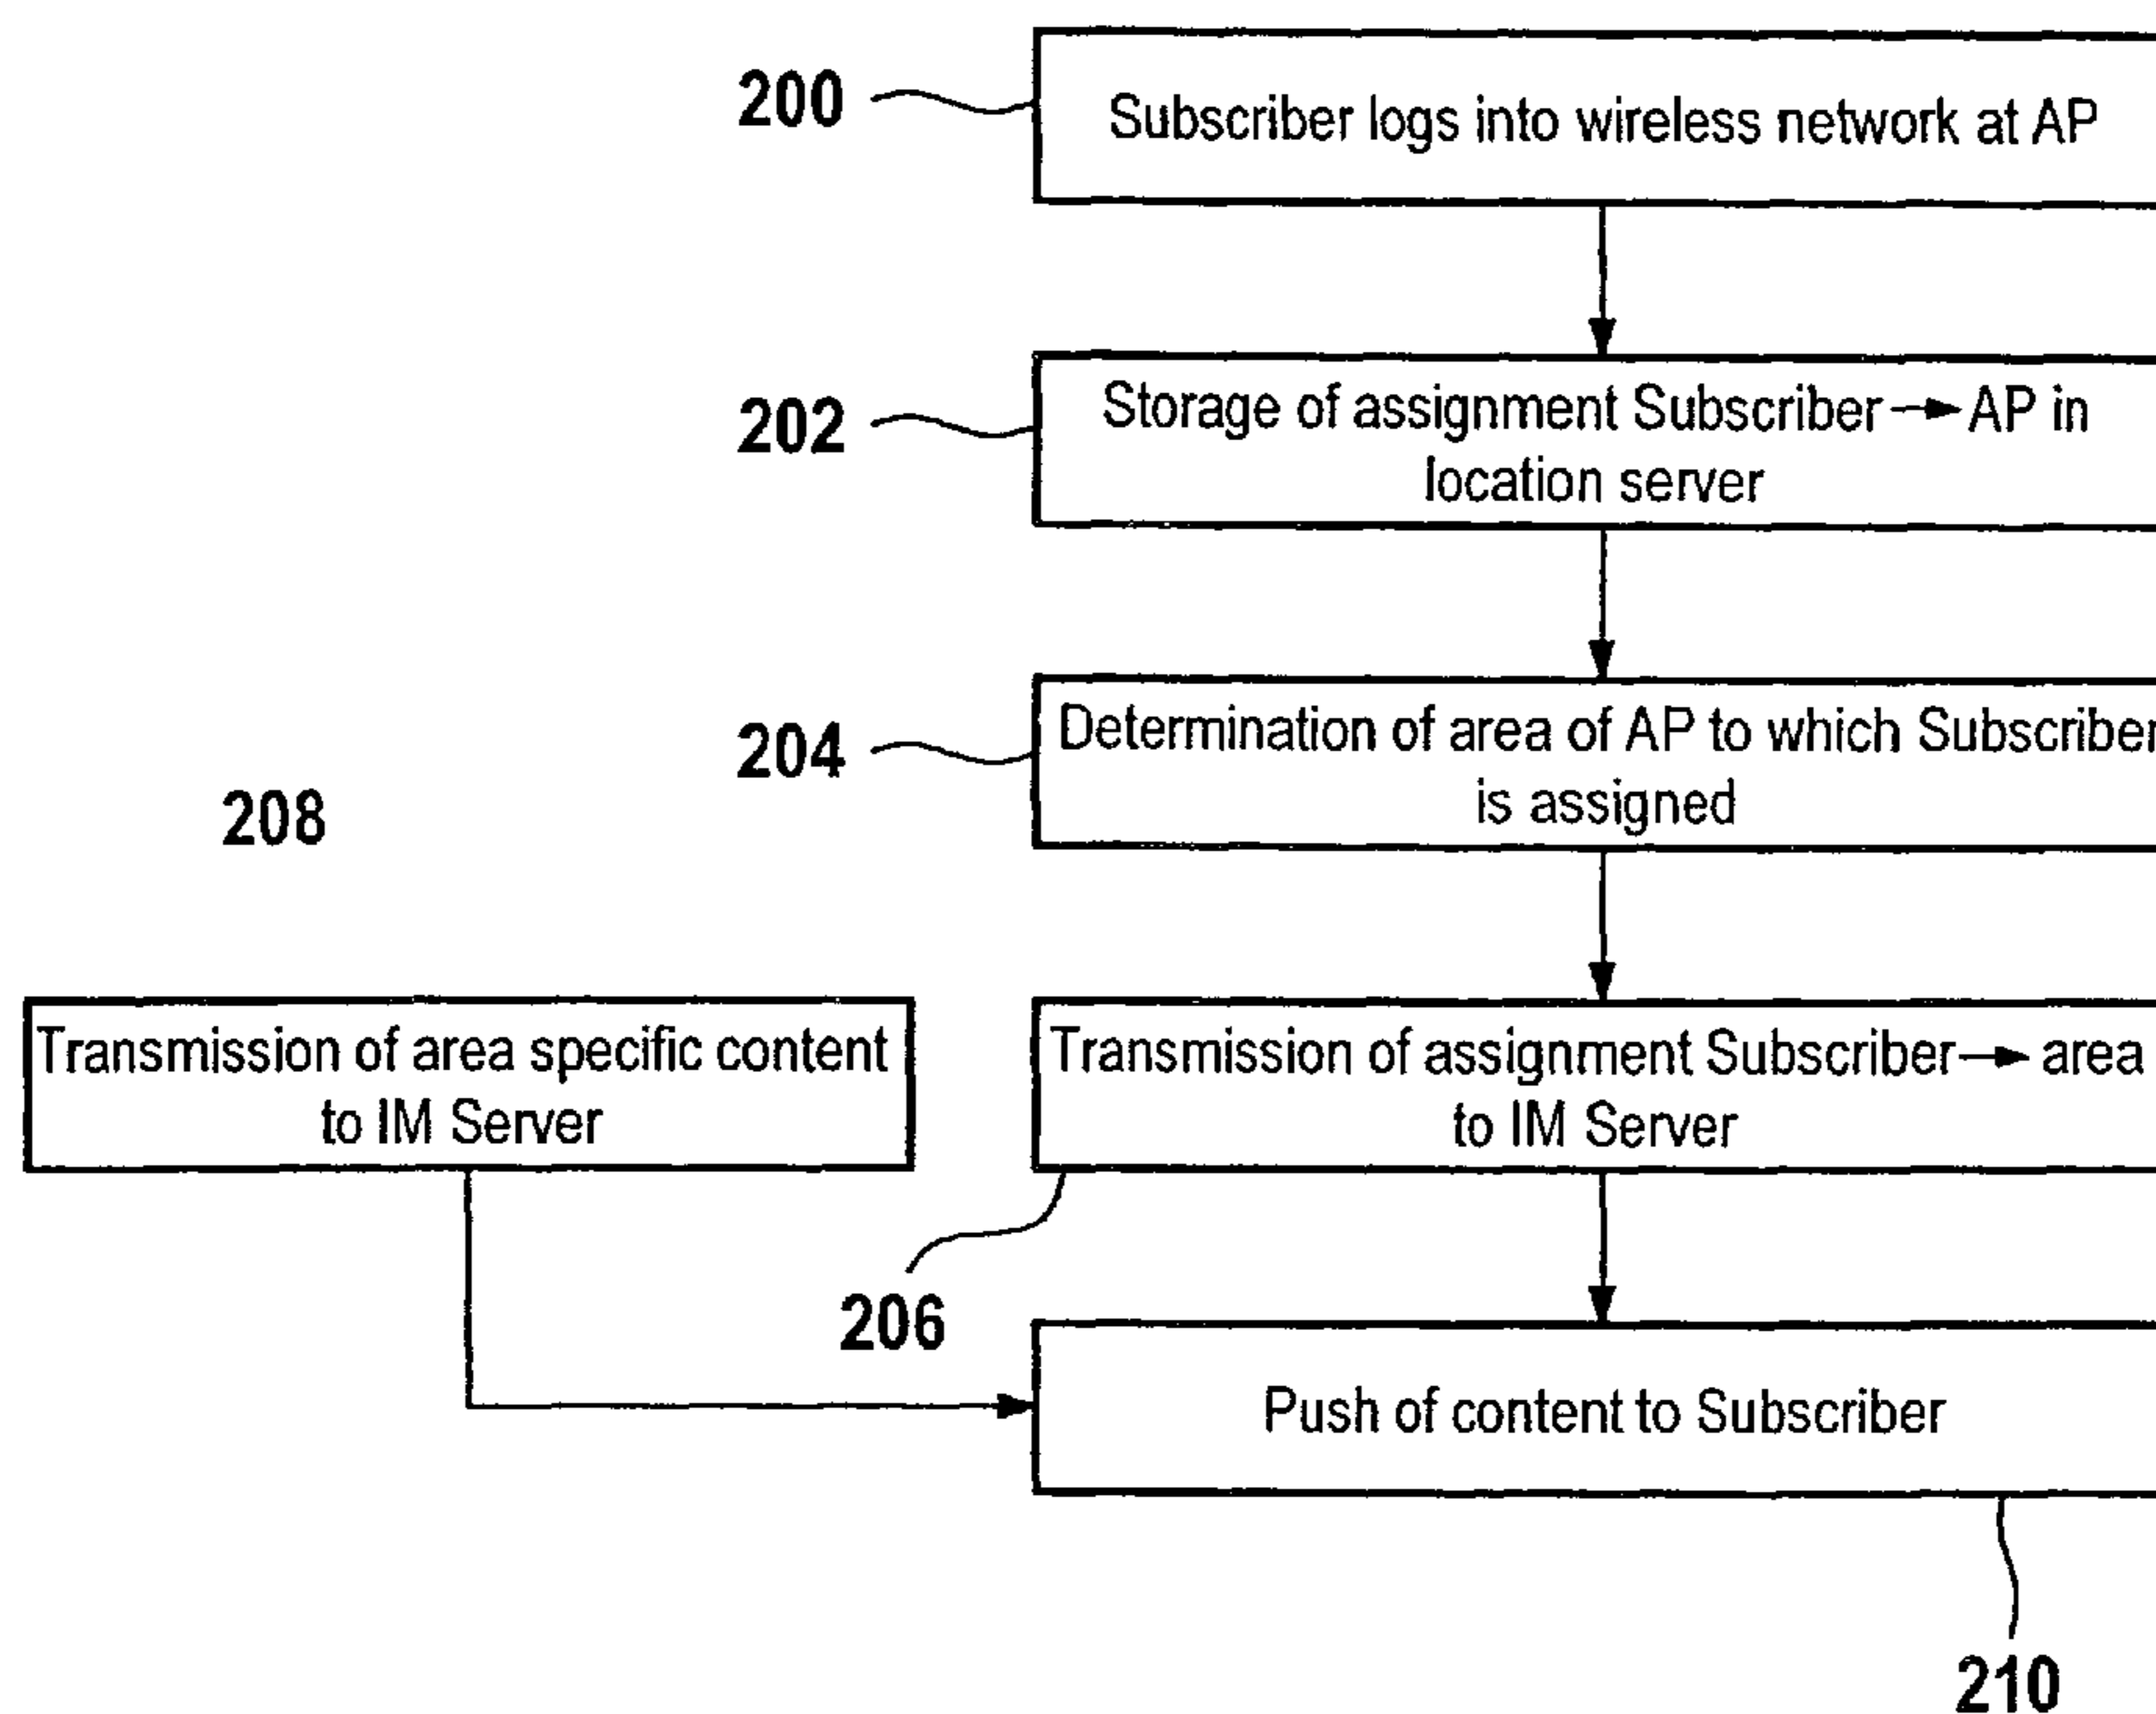 200
Subscriber logs into wireless network at AP
202
Storage of assignment Subscriber → AP in
location server
204
Determination of area of AP to which Subscriber
is assigned
208
Transmission of area specific content
to IM Server
Transmission of assignment Subscriber → area
to IM Server
206
Push of content to Subscriber
210